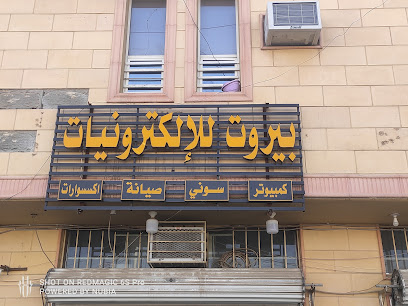 بيروت للإلكترونيات
كمبيوتر سوني صيانة اكسسوارات
SHOT ON REDMAGIC 6S Pro
POWERED BY NUBIA